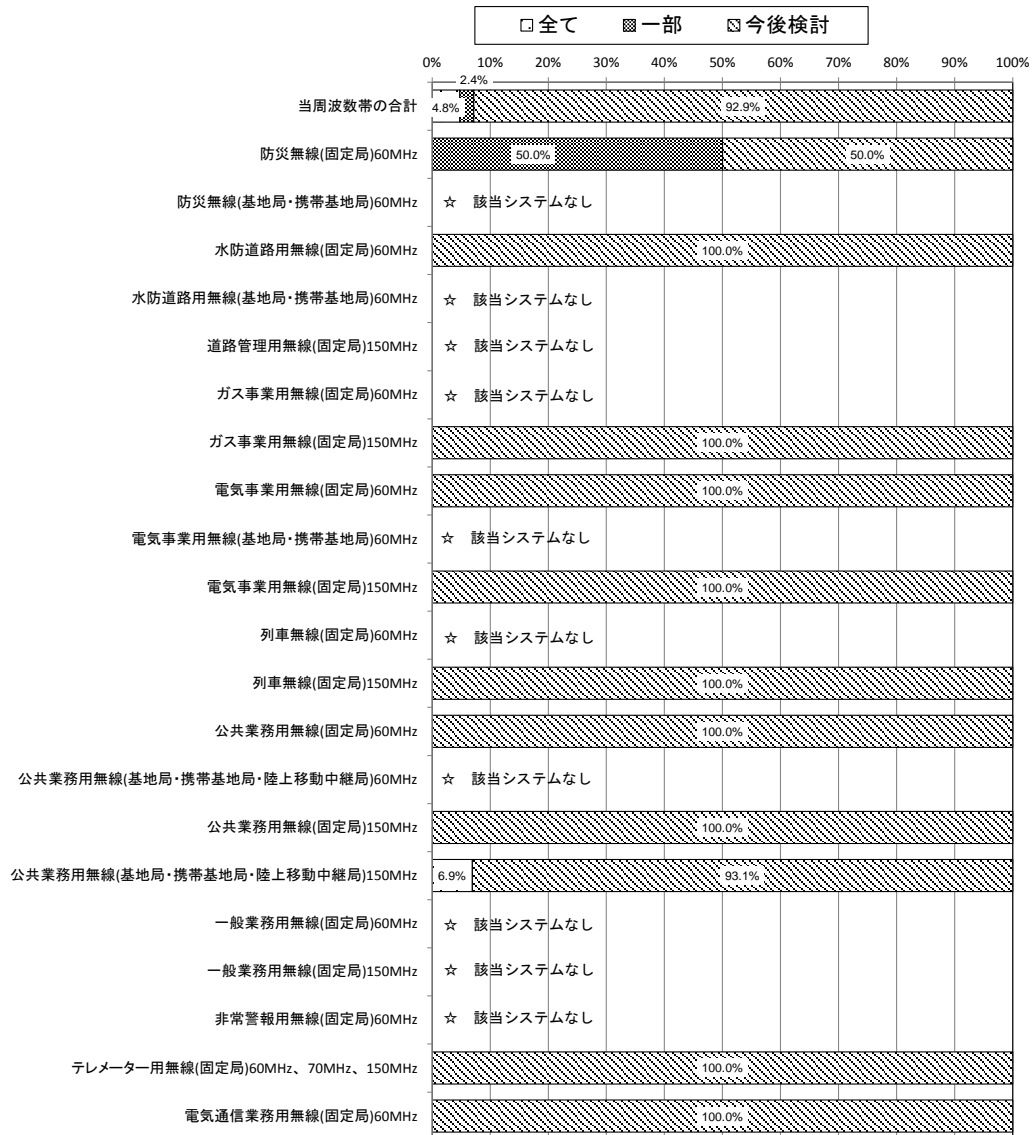 全て 一部 今後検討
0% 10% 20% 30% 40% 50% 60% 70% 80% 90% 100%
2.4%
当周波数帯の合計 4.8% 92.9%
防災無線(固定局)60MHz 50.0% 50.0%
防災無線(基地局・携帯基地局)60MHz ☆ 該当システムなし
水防道路用無線(固定局)60MHz 100.0%
水防道路用無線(基地局・携帯基地局)60MHz ☆ 該当システムなし
道路管理用無線(固定局)150MHz ☆ 該当システムなし
ガス事業用無線(固定局)60MHz ☆ 該当システムなし
ガス事業用無線(固定局)150MHz 100.0%
電気事業用無線(固定局)60MHz 100.0%
電気事業用無線(基地局・携帯基地局)60MHz ☆ 該当システムなし
電気事業用無線(固定局)150MHz 100.0%
列車無線(固定局)60MHz ☆ 該当システムなし
列車無線(固定局)150MHz 100.0%
公共業務用無線(固定局)60MHz 100.0%
公共業務用無線(基地局・携帯基地局・陸上移動中継局)60MHz ☆ 該当システムなし
公共業務用無線(固定局)150MHz 100.0%
公共業務用無線(基地局・携帯基地局・陸上移動中継局)150MHz 6.9% 93.1%
一般業務用無線(固定局)60MHz ☆ 該当システムなし
一般業務用無線(固定局)150MHz ☆ 該当システムなし
非常警報用無線(固定局)60MHz ☆ 該当システムなし
テレメーター用無線(固定局)60MHz、70MHz、150MHz 100.0%
電気通信業務用無線(固定局)60MHz 100.0%